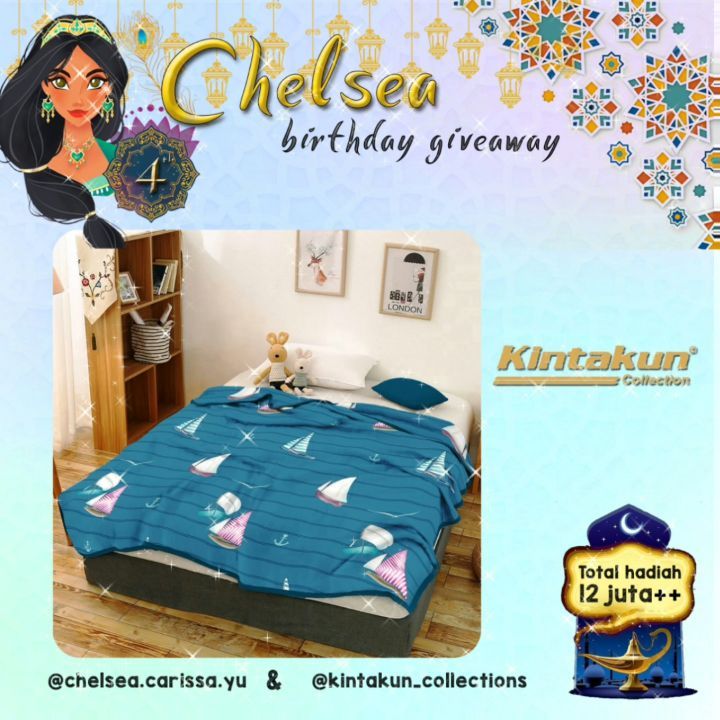 Chelsea
birthday giveaway
4
LONDON
Kintakun®
Collection
Total hadiah
12 juta++
@chelsea.carissa.yu & @kintakun_collections